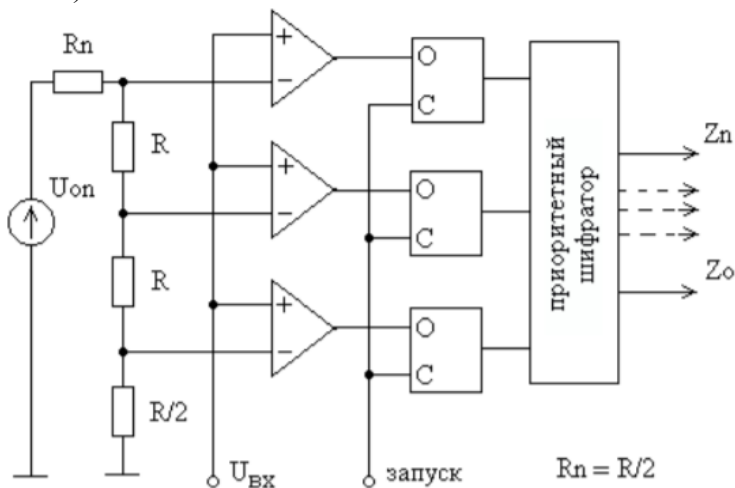 Rn
+
−
O
C
R
Uоп
Zn
+
−
O
C
приоритетный
шифратор
R
Zo
+
−
O
C
R/2
Uвх
запуск
Rn = R/2